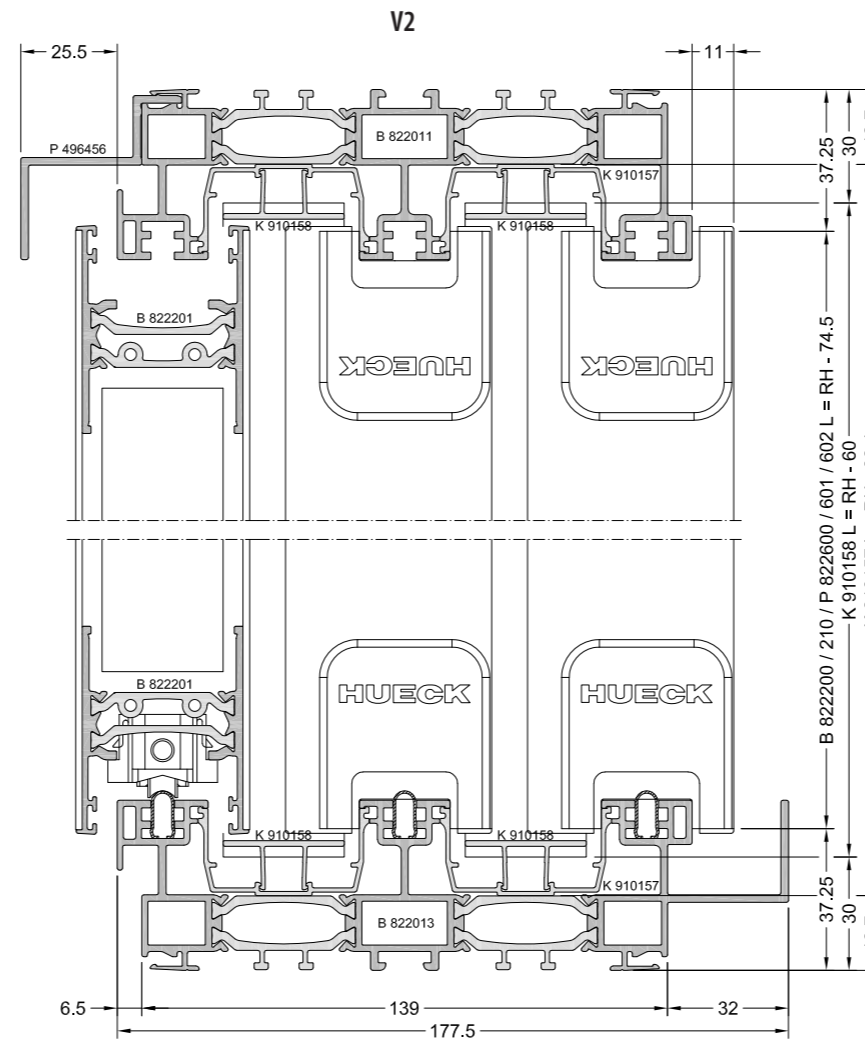 V2
25.5
11
P 496456
B 822011
K 910157
K 910158
K 910158
37.25
30
B 822201
HUECK
HUECK
B 822200 / 210 / P 822600 / 601 / 602 L = RH - 74.5
K 910158 L = RH - 60
B 822201
HUECK
HUECK
K 910158
K 910158
K 910157
B 822013
37.25
30
6.5
139
32
177.5